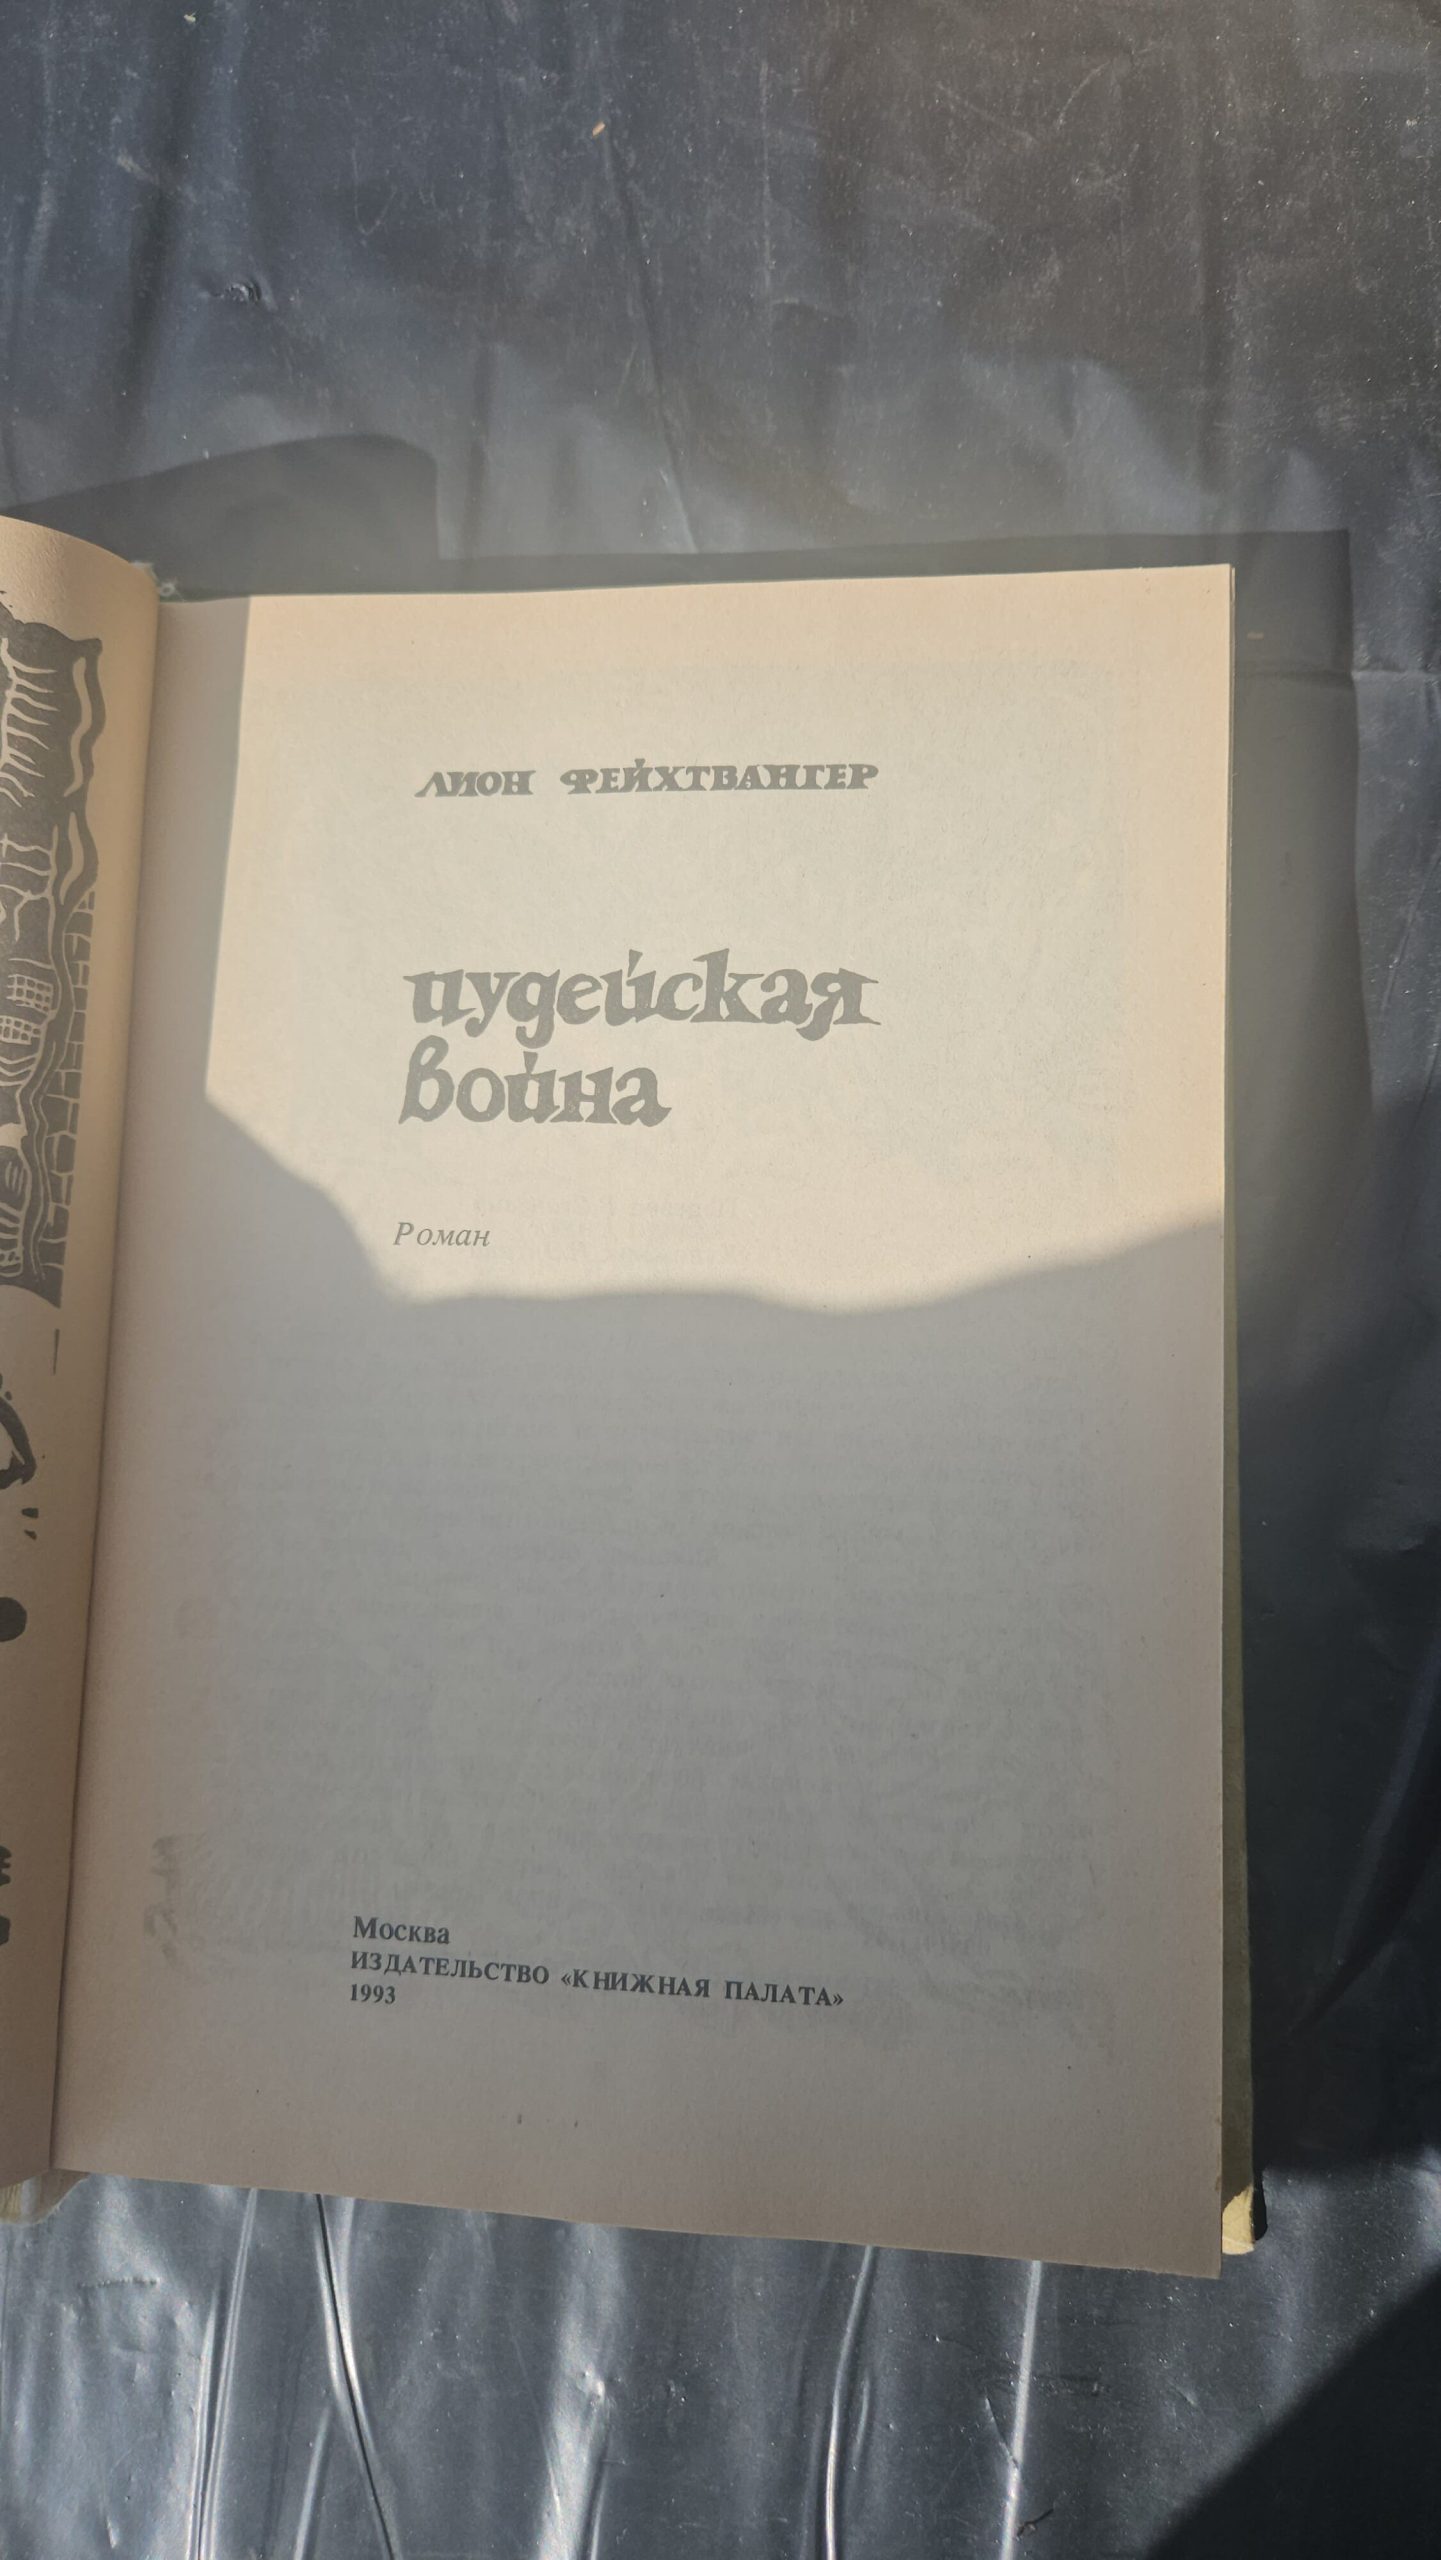 ЛИОН ФЕЙХТВАНГЕР
иудейская
война
Роман
Москва
ИЗДАТЕЛЬСТВО «КНИЖНАЯ ПАЛАТА»
1993